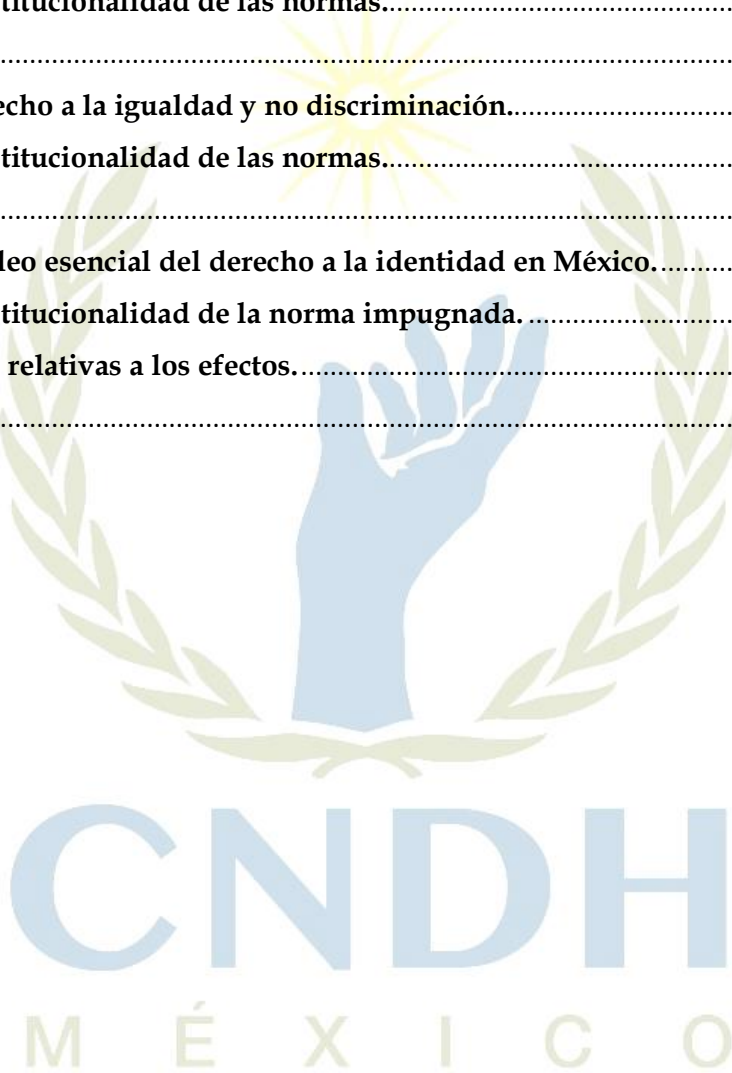 titucionalidad de las normas.
echo a la igualdad y no discriminación.
titucionalidad de las normas.
leo esencial del derecho a la identidad en México.
titucionalidad de la norma impugnada.
relativas a los efectos.
CNDH
MÉXICO